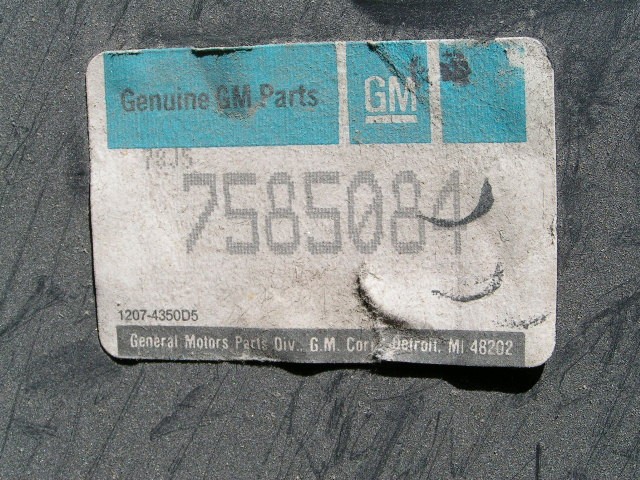 Genuine GM Parts
GM
7585084
1207-4350D5
General Motors Parts Div., G.M. Corp., Detroit, MI 48202